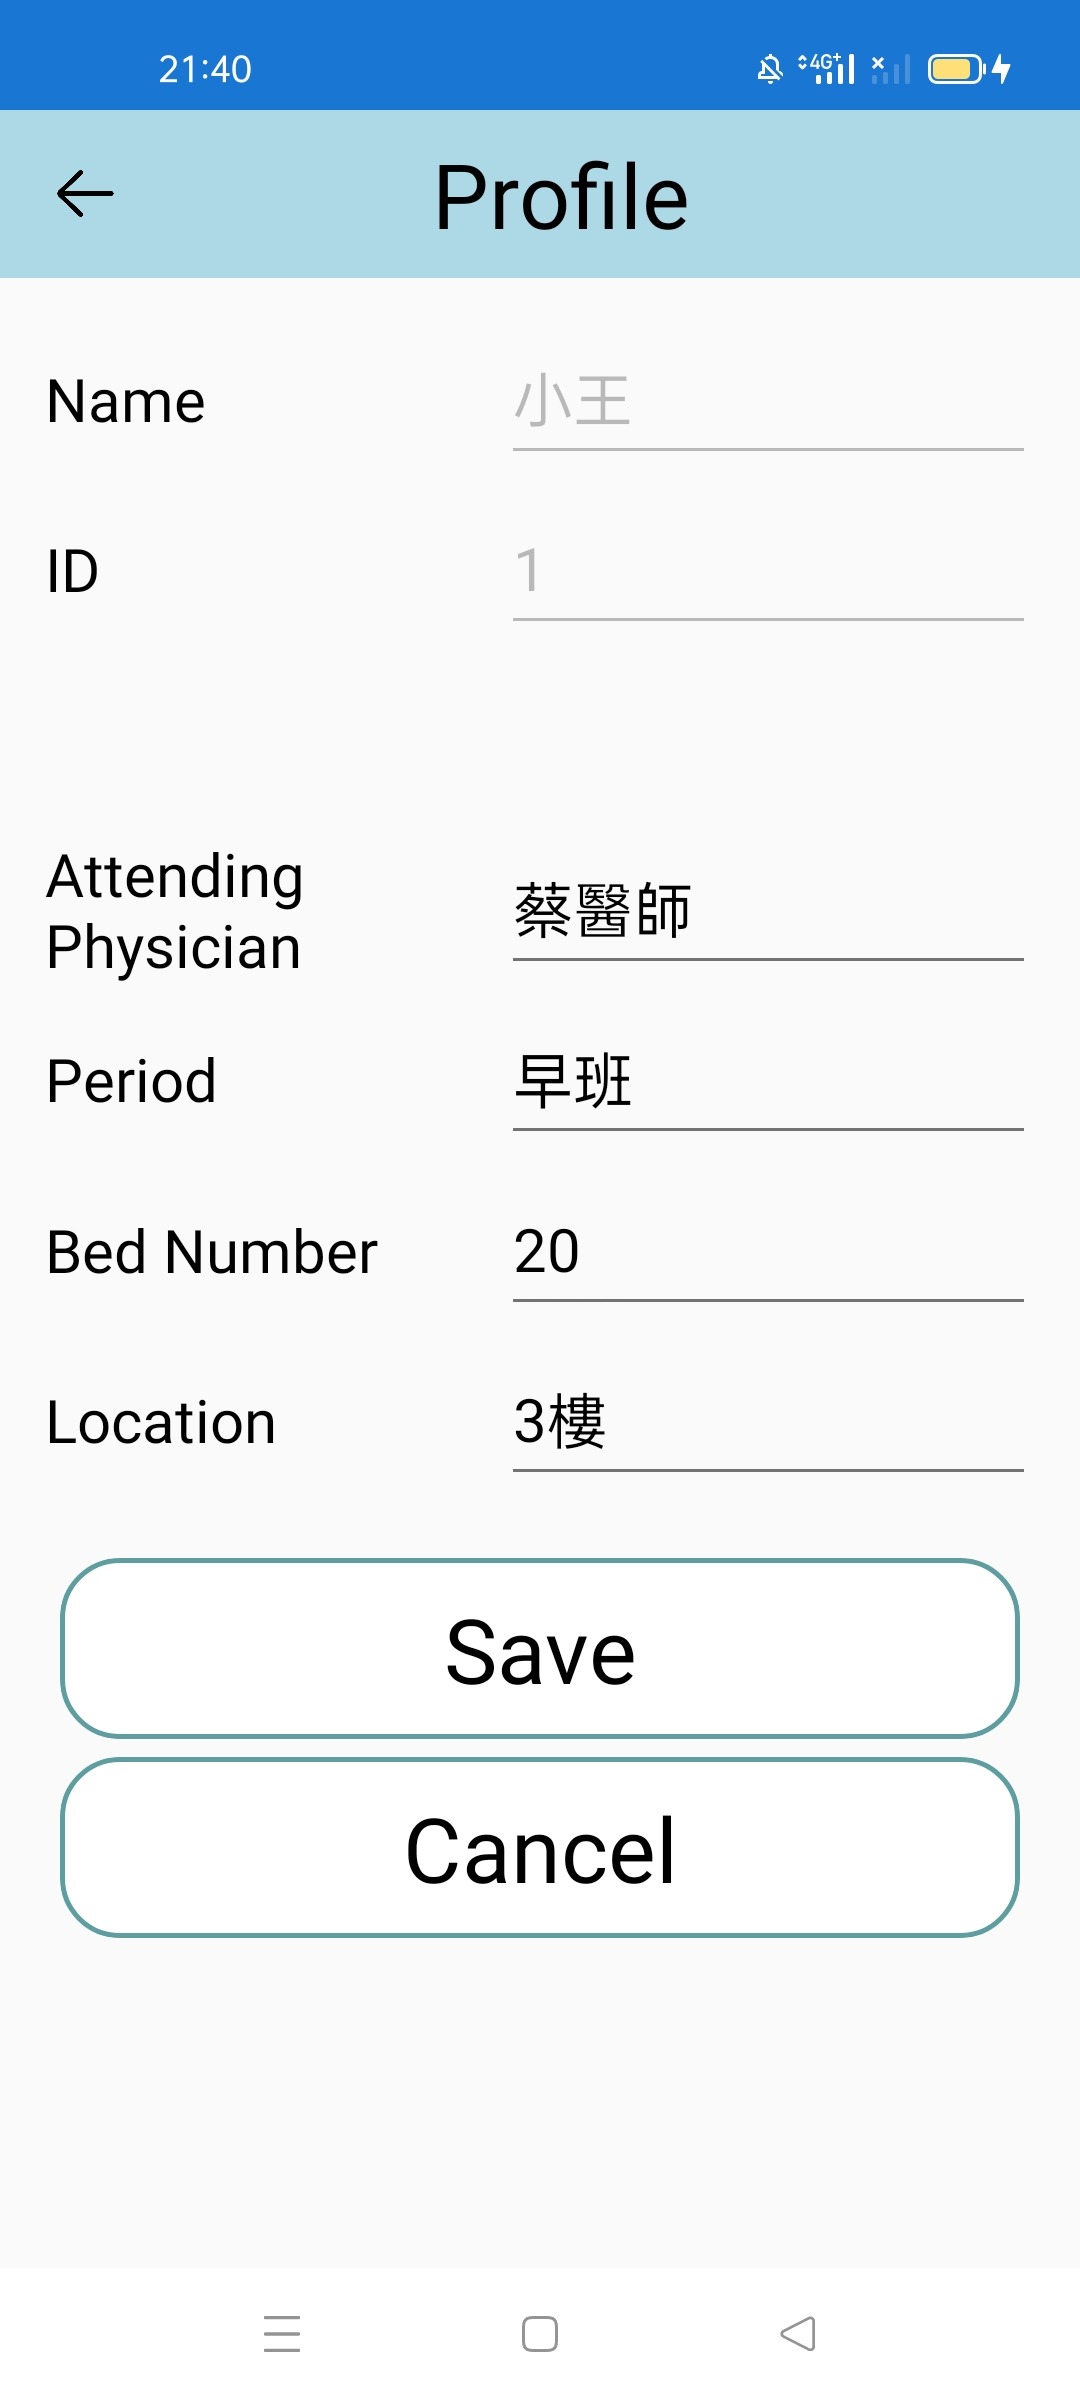 21:40
4G+
Profile
Name
小王
ID
1
Attending
Physician
蔡醫師
Period
早班
Bed Number
20
Location
3樓
Save
Cancel